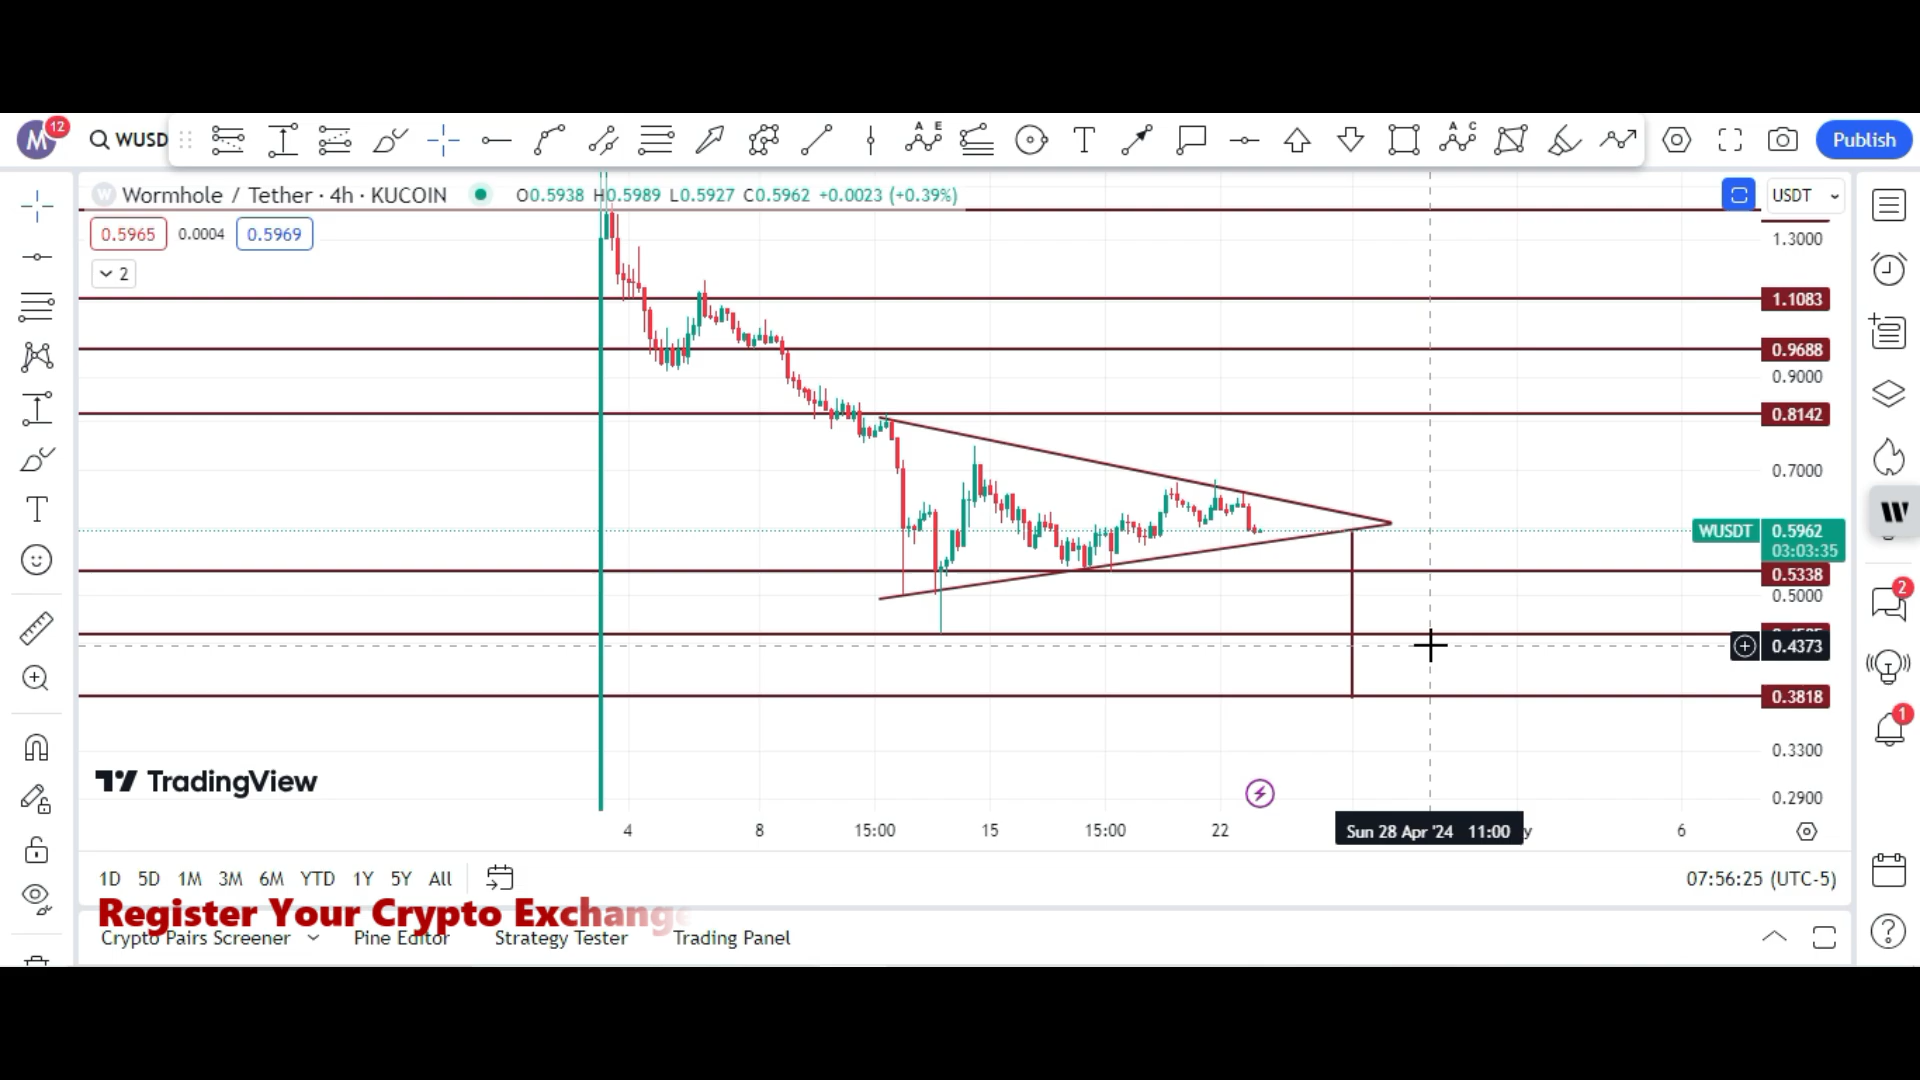 M 12 WUSD Publish
A E
A C
W Wormhole / Tether · 4h · KUCOIN O0.5938 H0.5989 L0.5927 C0.5962 +0.0023 (+0.39%) USDT
0.5965 0.0004 0.5969
2
1.3000
1.1083
0.9688
0.9000
0.8142
0.7000
WUSDT 0.5962
03:03:35
0.5338
0.5000
0.4373
0.3818
0.3300
0.2900
2
1
TradingView
4 8 15:00 15 15:00 22 Sun 28 Apr '24 11:00 y 6
1D 5D 1M 3M 6M YTD 1Y 5Y All 07:56:25 (UTC-5)
Register Your Crypto Exchange
Crypto Pairs Screener Pine Editor Strategy Tester Trading Panel